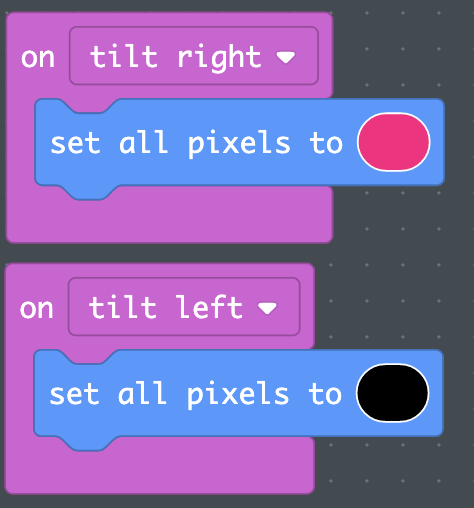 on tilt right
set all pixels to
on tilt left
set all pixels to